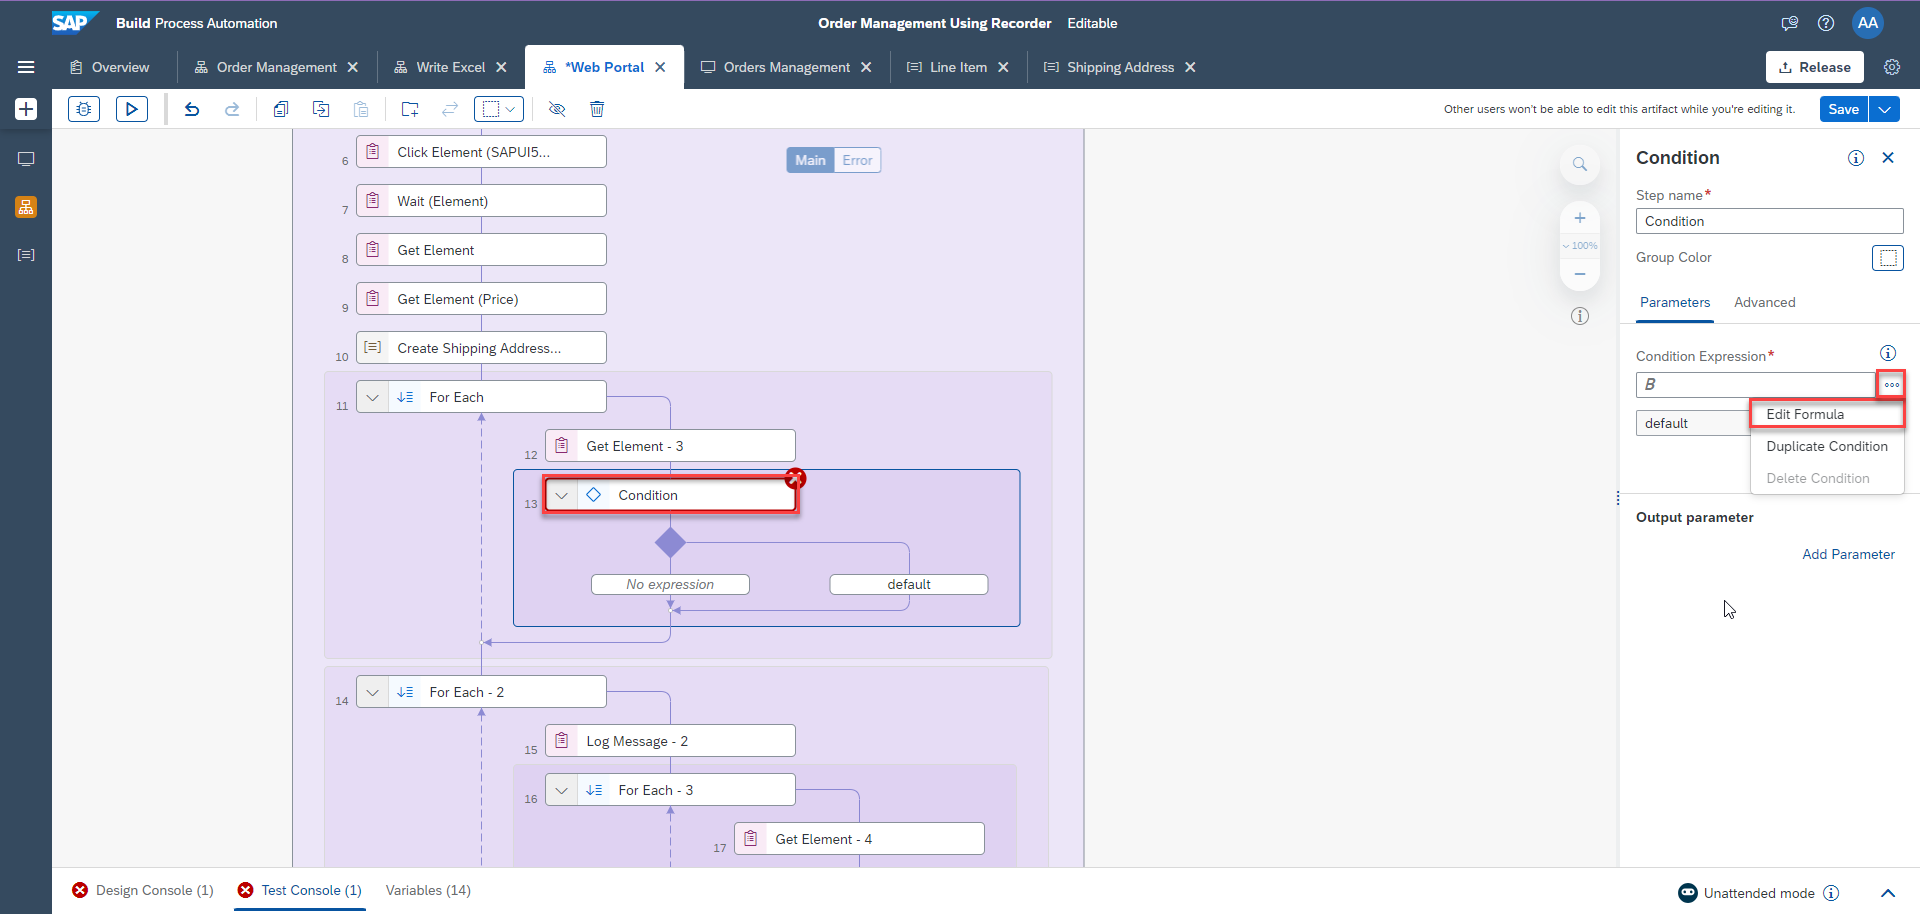 SAP Build Process Automation
Order Management Using Recorder Editable
AA
Overview
Order Management
Write Excel
*Web Portal
Orders Management
Line Item
Shipping Address
Release
Other users won't be able to edit this artifact while you're editing it.
Save
6 Click Element (SAPUI5...
Main Error
7 Wait (Element)
8 Get Element
9 Get Element (Price)
10 Create Shipping Address...
11 For Each
12 Get Element - 3
13 Condition
No expression
default
14 For Each - 2
15 Log Message - 2
16 For Each - 3
17 Get Element - 4
100%
Condition
Step name*
Condition
Group Color
Parameters Advanced
Condition Expression*
B
default
Edit Formula
Duplicate Condition
Delete Condition
Output parameter
Add Parameter
Design Console (1)
Test Console (1)
Variables (14)
Unattended mode